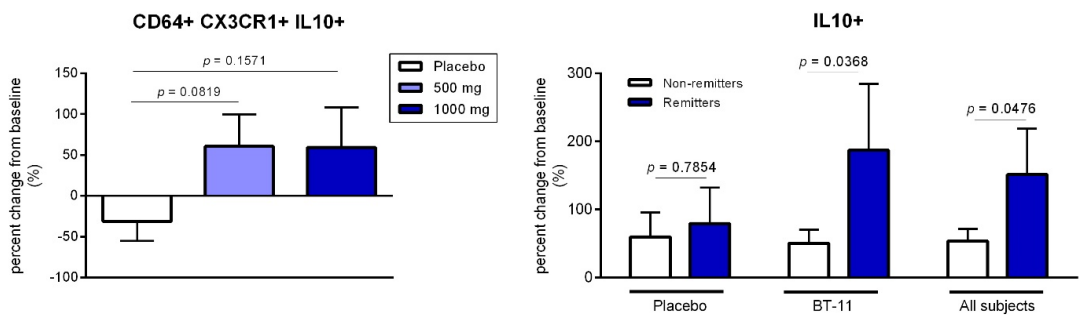 CD64+ CX3CR1+ IL10+
percent change from baseline
(%)
150
100
50
0
-50
-100
p = 0.1571
p = 0.0819
Placebo
500 mg
1000 mg
IL10+
percent change from baseline
(%)
300
200
100
0
Non-remitters
Remitters
p = 0.7854
p = 0.0368
p = 0.0476
Placebo
BT-11
All subjects